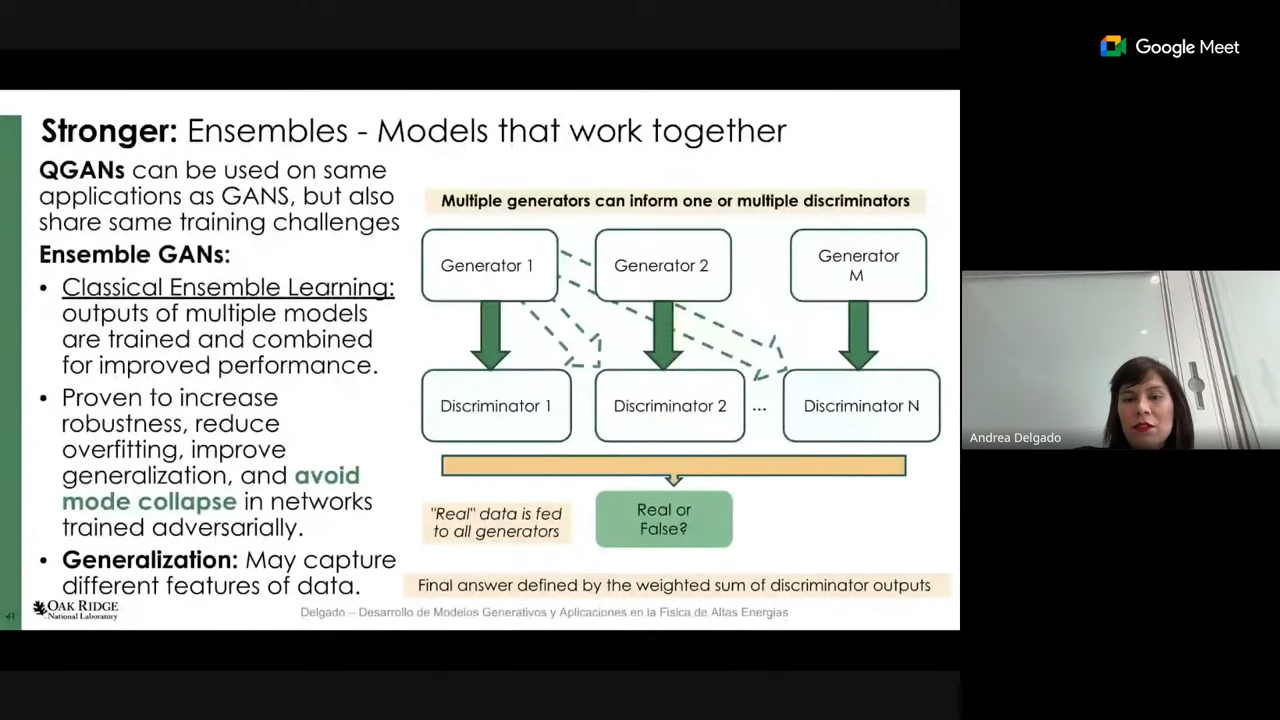 Google Meet
Stronger: Ensembles - Models that work together
QGANs can be used on same
applications as GANS, but also
share same training challenges
Ensemble GANs:
• Classical Ensemble Learning:
outputs of multiple models
are trained and combined
for improved performance.
• Proven to increase
robustness, reduce
overfitting, improve
generalization, and avoid
mode collapse in networks
trained adversarially.
• Generalization: May capture
different features of data.
Multiple generators can inform one or multiple discriminators
Generator 1
Generator 2
Generator
M
Discriminator 1
Discriminator 2
...
Discriminator N
"Real" data is fed
to all generators
Real or
False?
Final answer defined by the weighted sum of discriminator outputs
41
OAK RIDGE
National Laboratory
Delgado – Desarrollo de Modelos Generativos y Aplicaciones en la Fisica de Altas Energias
Andrea Delgado